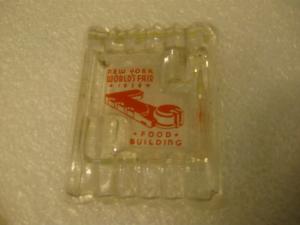 NEW YORK
WORLD'S FAIR
1939
FOOD
BUILDING